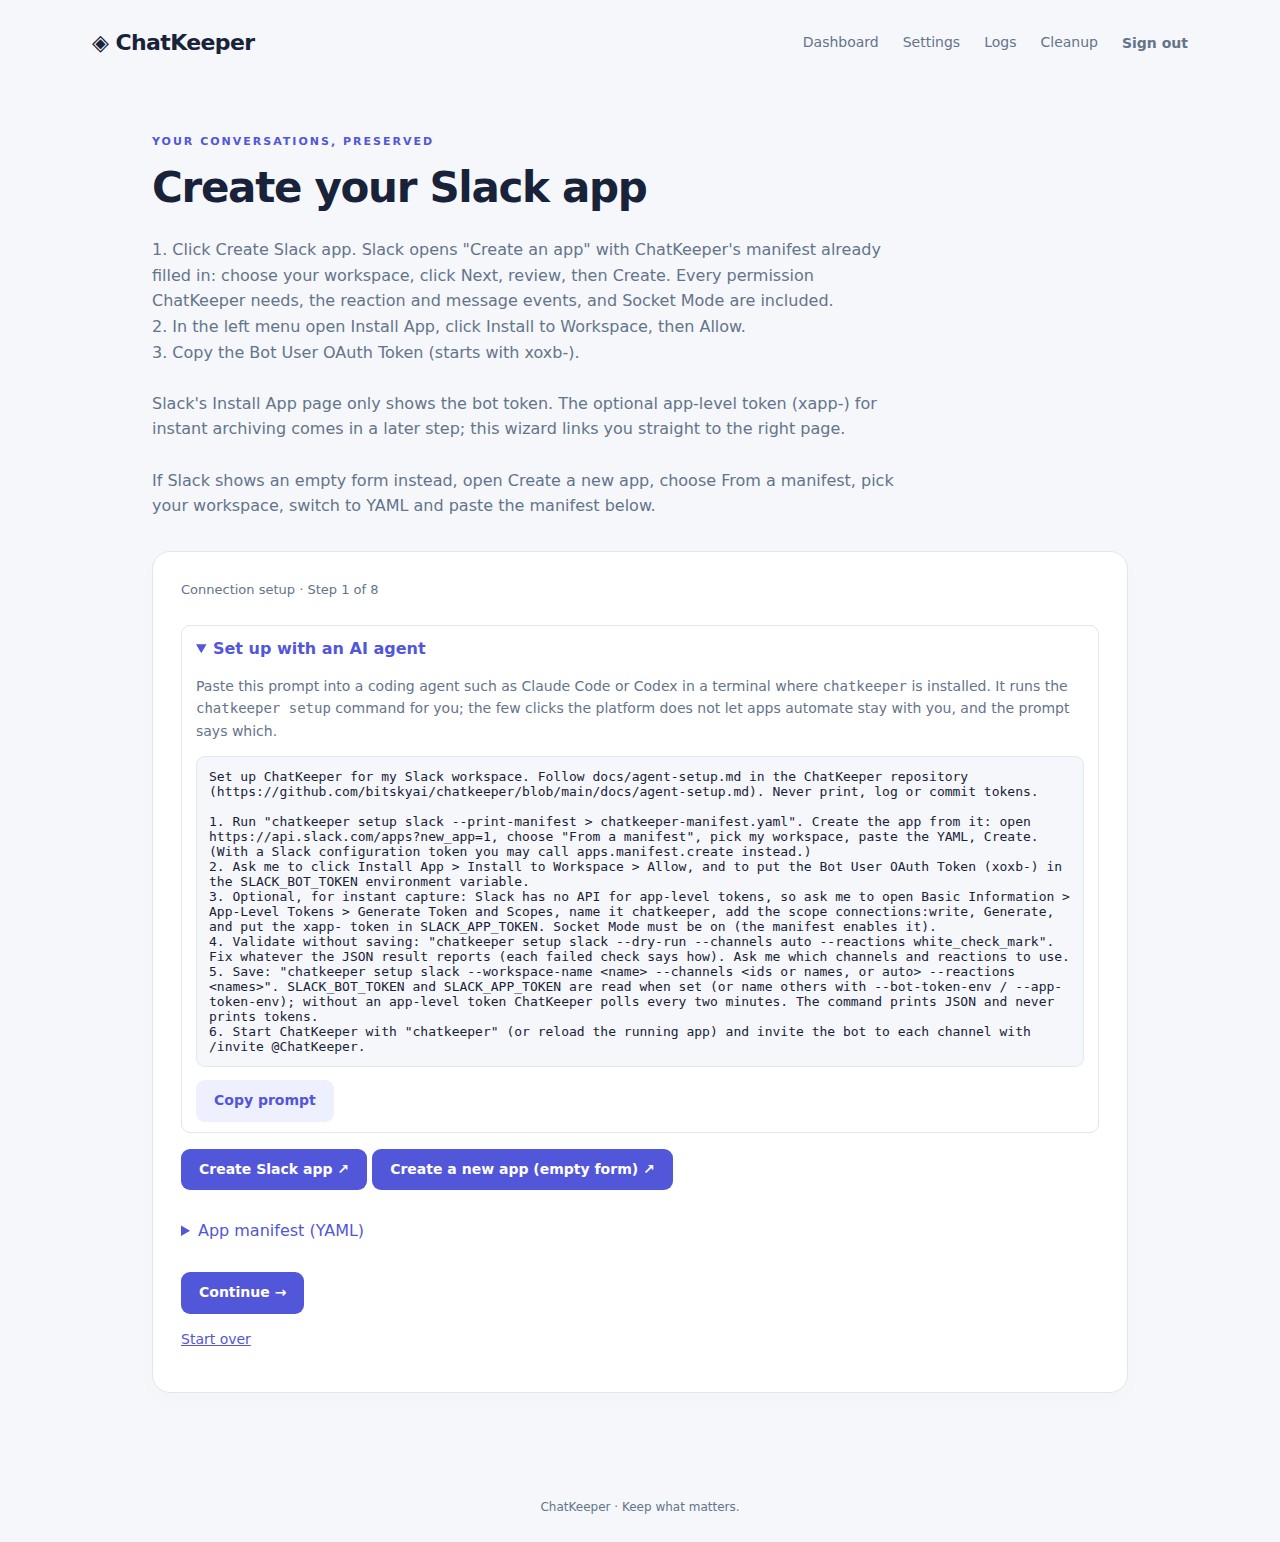 ◈ ChatKeeper
Dashboard Settings Logs Cleanup Sign out
YOUR CONVERSATIONS, PRESERVED
Create your Slack app
1. Click Create Slack app. Slack opens "Create an app" with ChatKeeper's manifest already
filled in: choose your workspace, click Next, review, then Create. Every permission
ChatKeeper needs, the reaction and message events, and Socket Mode are included.
2. In the left menu open Install App, click Install to Workspace, then Allow.
3. Copy the Bot User OAuth Token (starts with xoxb-).
Slack's Install App page only shows the bot token. The optional app-level token (xapp-) for
instant archiving comes in a later step; this wizard links you straight to the right page.
If Slack shows an empty form instead, open Create a new app, choose From a manifest, pick
your workspace, switch to YAML and paste the manifest below.
Connection setup · Step 1 of 8
▼ Set up with an AI agent
Paste this prompt into a coding agent such as Claude Code or Codex in a terminal where chatkeeper is installed. It runs the
chatkeeper setup command for you; the few clicks the platform does not let apps automate stay with you, and the prompt
says which.
Set up ChatKeeper for my Slack workspace. Follow docs/agent-setup.md in the ChatKeeper repository
(https://github.com/bitskyai/chatkeeper/blob/main/docs/agent-setup.md). Never print, log or commit tokens.
1. Run "chatkeeper setup slack --print-manifest > chatkeeper-manifest.yaml". Create the app from it: open
https://api.slack.com/apps?new_app=1, choose "From a manifest", pick my workspace, paste the YAML, Create.
(With a Slack configuration token you may call apps.manifest.create instead.)
2. Ask me to click Install App > Install to Workspace > Allow, and to put the Bot User OAuth Token (xoxb-) in
the SLACK_BOT_TOKEN environment variable.
3. Optional, for instant capture: Slack has no API for app-level tokens, so ask me to open Basic Information >
App-Level Tokens > Generate Token and Scopes, name it chatkeeper, add the scope connections:write, Generate,
and put the xapp- token in SLACK_APP_TOKEN. Socket Mode must be on (the manifest enables it).
4. Validate without saving: "chatkeeper setup slack --dry-run --channels auto --reactions white_check_mark".
Fix whatever the JSON result reports (each failed check says how). Ask me which channels and reactions to use.
5. Save: "chatkeeper setup slack --workspace-name <name> --channels <ids or names, or auto> --reactions
<names>". SLACK_BOT_TOKEN and SLACK_APP_TOKEN are read when set (or name others with --bot-token-env / --app-
token-env); without an app-level token ChatKeeper polls every two minutes. The command prints JSON and never
prints tokens.
6. Start ChatKeeper with "chatkeeper" (or reload the running app) and invite the bot to each channel with
/invite @ChatKeeper.
Copy prompt
Create Slack app ↗ Create a new app (empty form) ↗
▶ App manifest (YAML)
Continue →
Start over
ChatKeeper · Keep what matters.